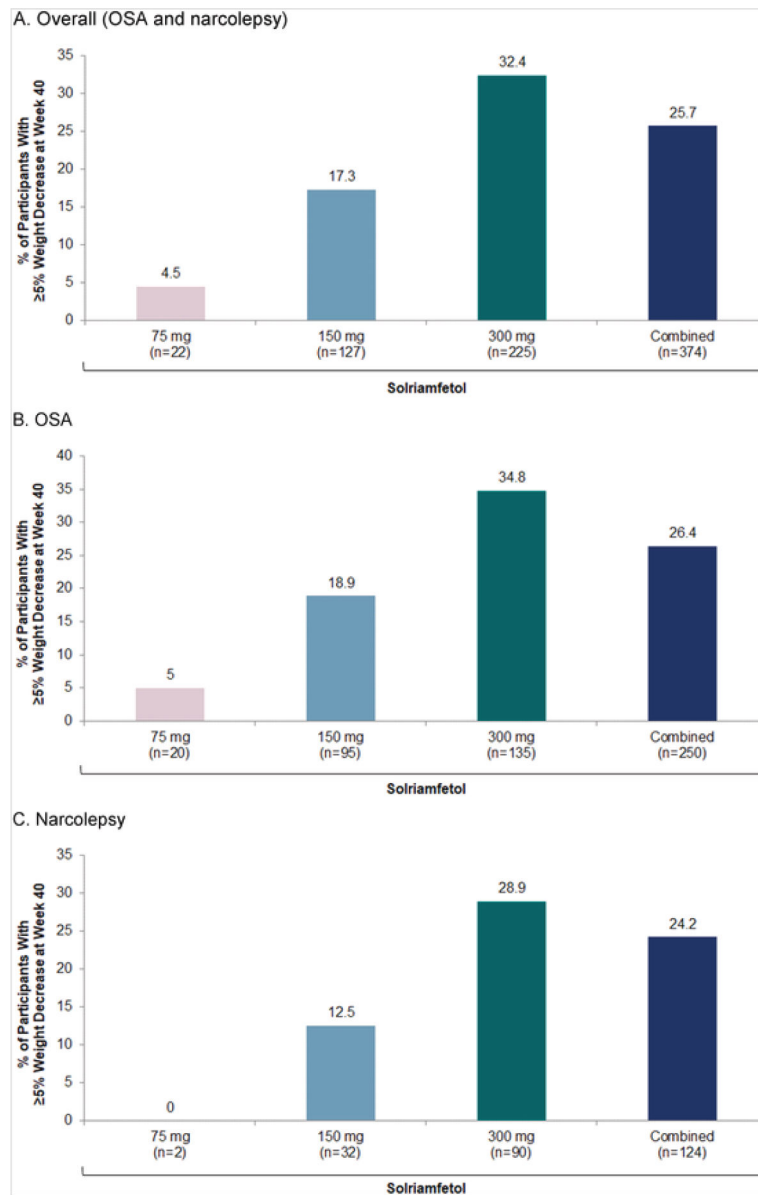 A. Overall (OSA and narcolepsy)
% of Participants With
≥5% Weight Decrease at Week 40
35
30
25
20
15
10
5
0
4.5
17.3
32.4
25.7
75 mg
(n=22)
150 mg
(n=127)
300 mg
(n=225)
Combined
(n=374)
Solriamfetol
B. OSA
% of Participants With
≥5% Weight Decrease at Week 40
40
35
30
25
20
15
10
5
0
5
18.9
34.8
26.4
75 mg
(n=20)
150 mg
(n=95)
300 mg
(n=135)
Combined
(n=250)
Solriamfetol
C. Narcolepsy
% of Participants With
≥5% Weight Decrease at Week 40
35
30
25
20
15
10
5
0
0
12.5
28.9
24.2
75 mg
(n=2)
150 mg
(n=32)
300 mg
(n=90)
Combined
(n=124)
Solriamfetol